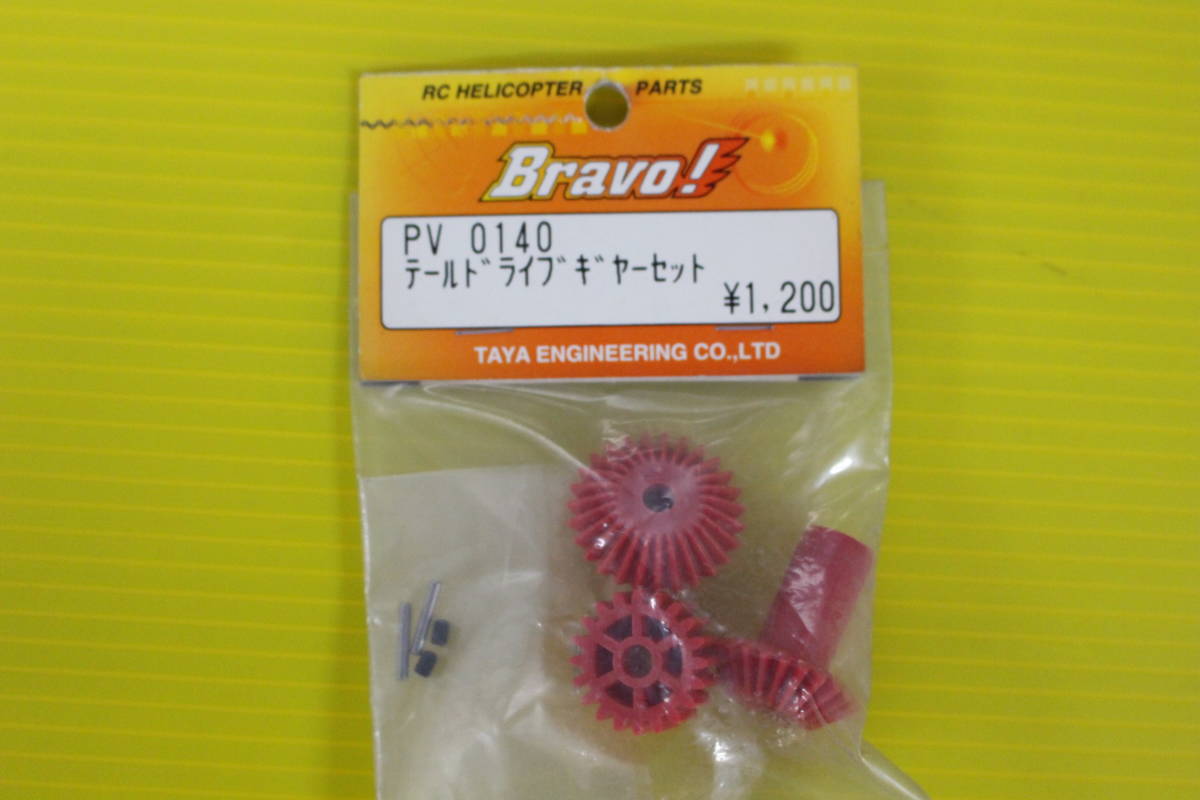 RC HELICOPTER PARTS
Bravo!
PV 0140
ﾃｰﾙﾄﾞﾗｲﾌﾞｷﾞﾔｰｾｯﾄ
¥1,200
TAYA ENGINEERING CO.,LTD